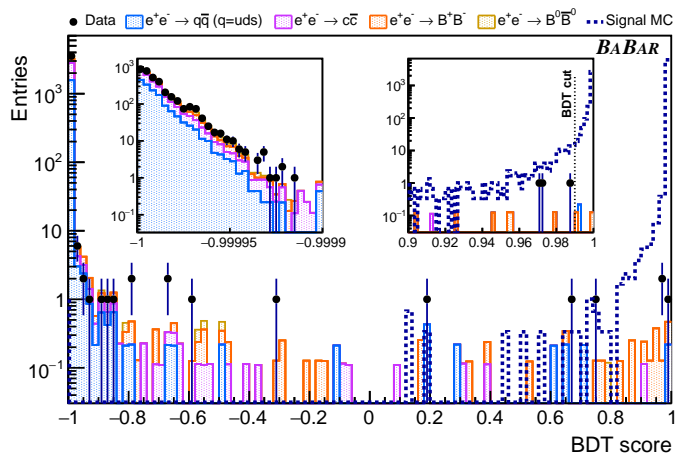 Data e⁺e⁻ → qq̅ (q=uds) e⁺e⁻ → cc̅ e⁺e⁻ → B⁺B⁻ e⁺e⁻ → B⁰B̅⁰ Signal MC
BABAR
Entries
10³
10²
10
1
10⁻¹
10³
10²
10
1
10⁻¹
−1 −0.99995 −0.9999
BDT cut
10³
10²
10
1
10⁻¹
0.9 0.92 0.94 0.96 0.98 1
−1 −0.8 −0.6 −0.4 −0.2 0 0.2 0.4 0.6 0.8 1
BDT score